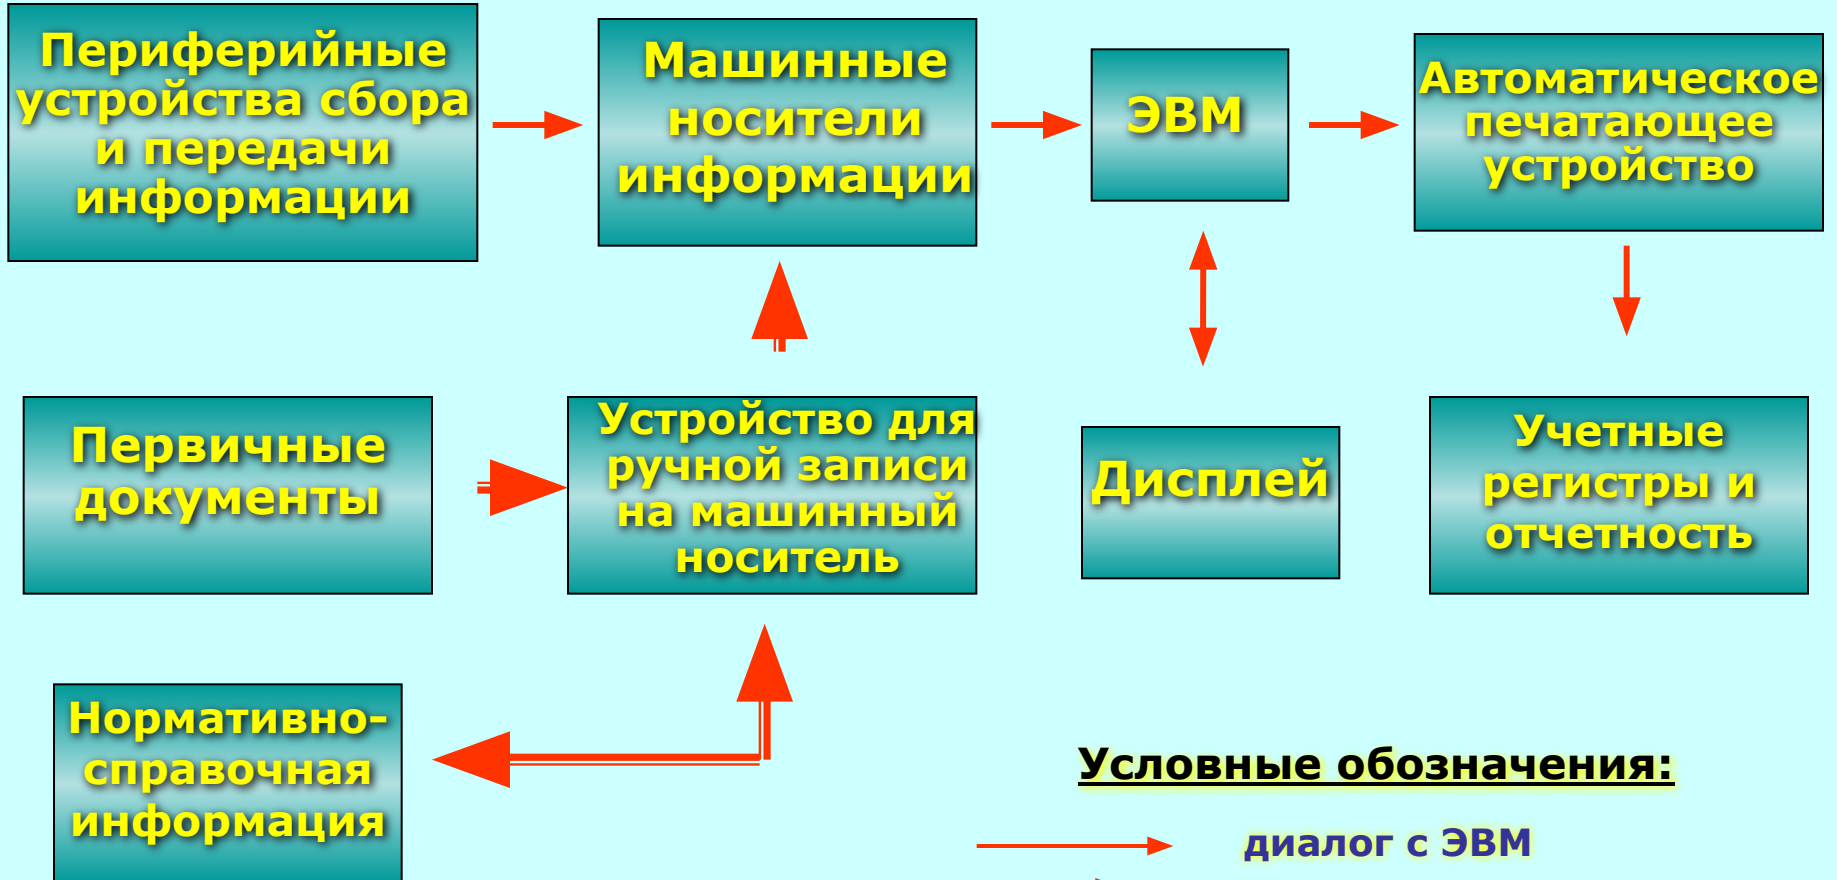 Периферийные
устройства сбора
и передачи
информации
Машинные
носители
информации
ЭВМ
Автоматическое
печатающее
устройство
Первичные
документы
Устройство для
ручной записи
на машинный
носитель
Дисплей
Учетные
регистры и
отчетность
Нормативно-
справочная
информация
Условные обозначения:
диалог с ЭВМ